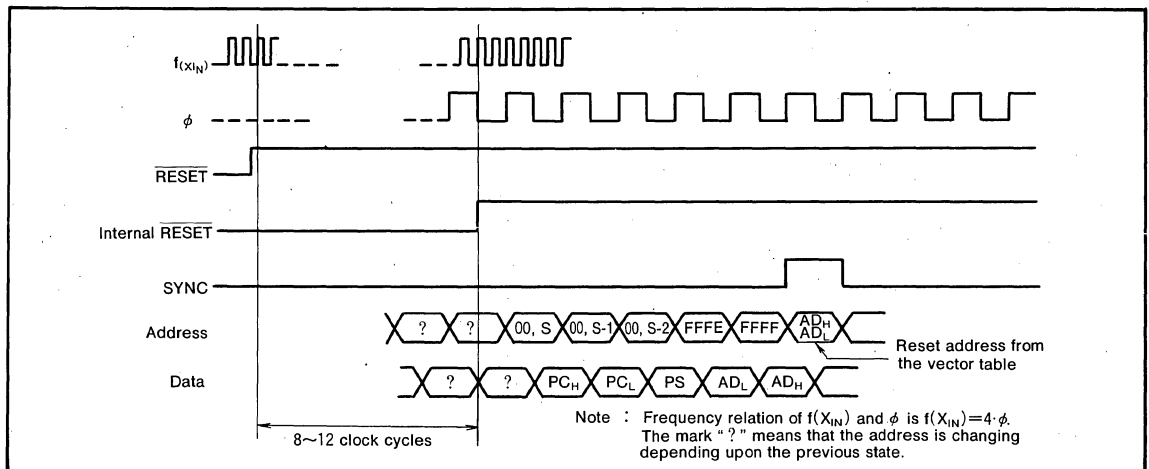 f(XIN)
φ
RESET
Internal RESET
SYNC
Address ? ? 00, S 00, S-1 00, S-2 FFFE FFFF ADH ADL
Reset address from
the vector table
Data ? ? PCH PCL PS ADL ADH
8~12 clock cycles
Note : Frequency relation of f(XIN) and φ is f(XIN)=4·φ.
The mark "?" means that the address is changing
depending upon the previous state.